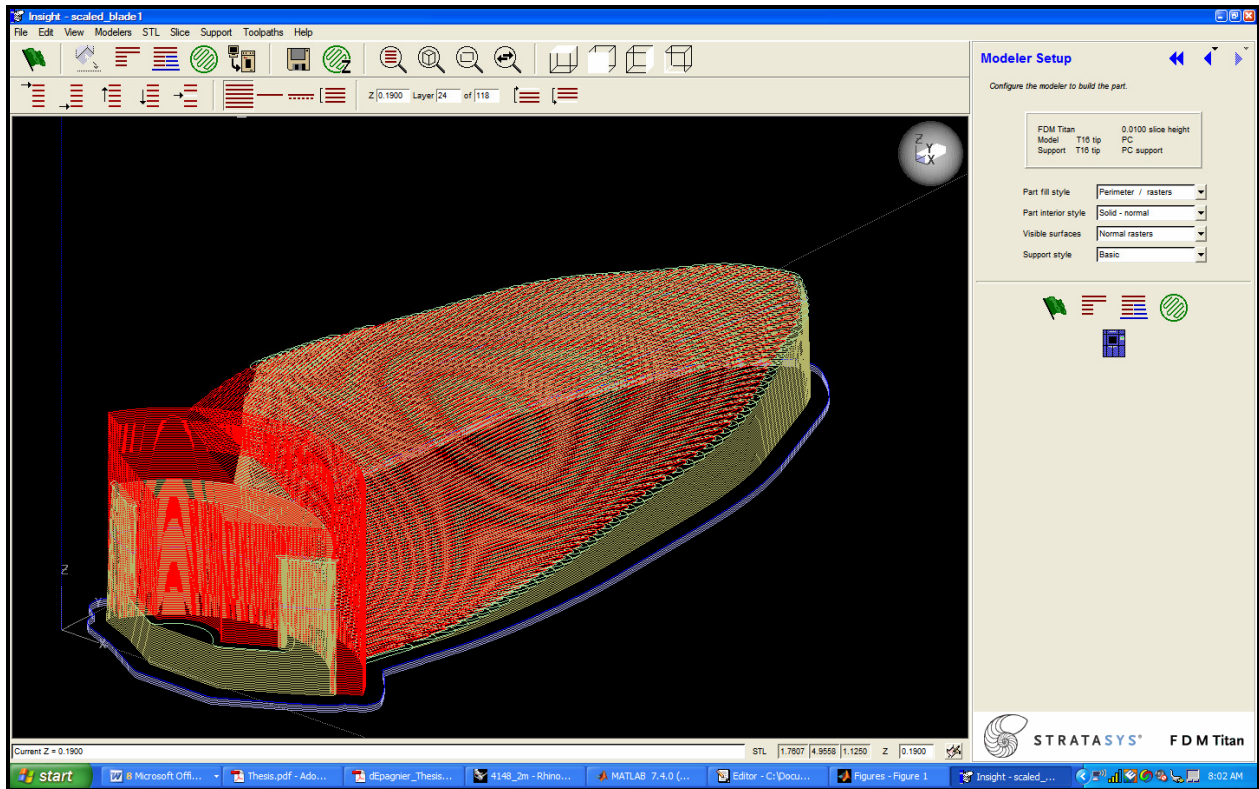 Insight - scaled_blade1
File Edit View Modelers STL Slice Support Toolpaths Help
Z 0.1900 Layer 24 of 118
Modeler Setup
Configure the modeler to build the part.
FDM Titan 0.0100 slice height
Model T16 tip PC
Support T16 tip PC support
Part fill style Perimeter / rasters
Part interior style Solid - normal
Visible surfaces Normal rasters
Support style Basic
Z
Y
X
Z
Y
X
Current Z = 0.1900
STL 1.7607 4.9558 1.1250 Z 0.1900
STRATASYS® FDM Titan
start
8 Microsoft Offi...
Thesis.pdf - Ado...
dEpagnier_Thesis...
4148_2m - Rhino...
MATLAB 7.4.0 (...
Editor - C:\Docu...
Figures - Figure 1
Insight - scaled_...
8:02 AM